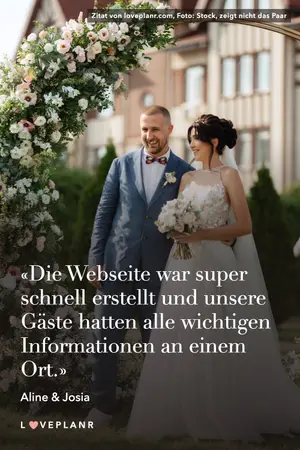 Zitat von loveplanr.com, Foto: Stock, zeigt nicht das Paar
«Die Webseite war super
schnell erstellt und unsere
Gäste hatten alle wichtigen
Informationen an einem
Ort.»
Aline & Josia
LOVEPLANR